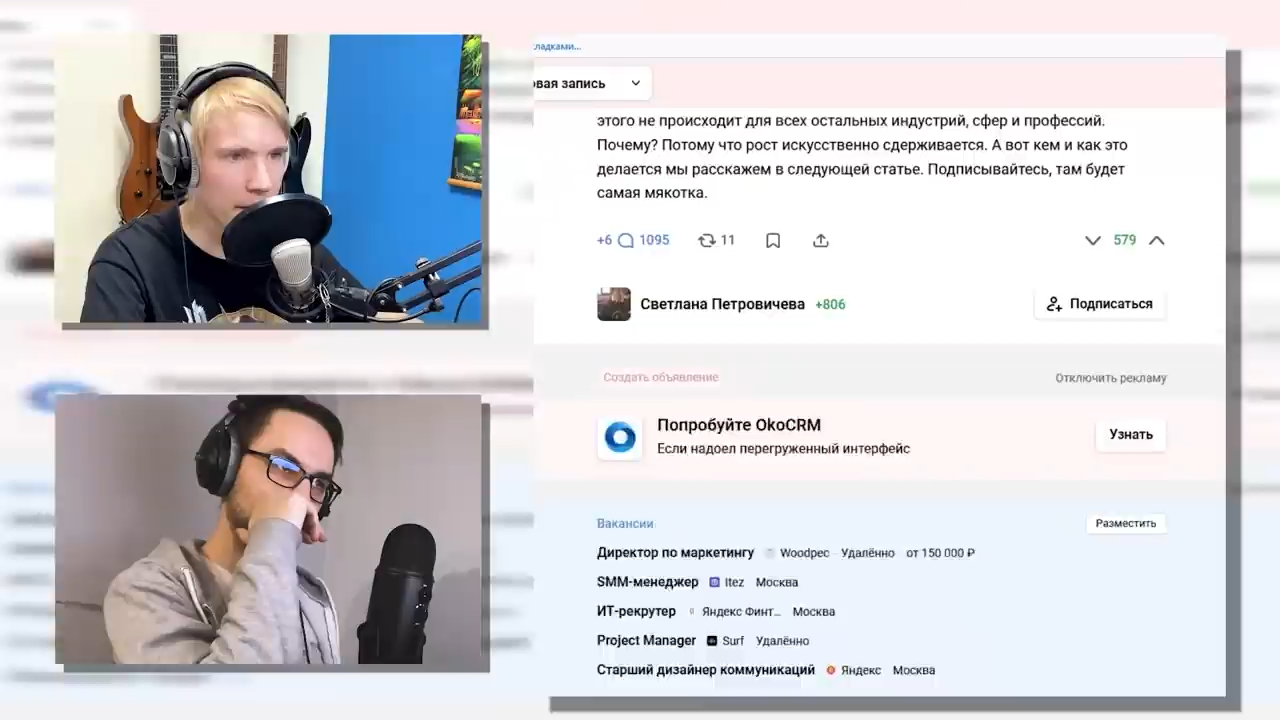 кладками...
овая запись
этого не происходит для всех остальных индустрий, сфер и профессий.
Почему? Потому что рост искусственно сдерживается. А вот кем и как это
делается мы расскажем в следующей статье. Подписывайтесь, там будет
самая мякотка.
+6 1095 11 579
Светлана Петровичева +806 Подписаться
Создать объявление Отключить рекламу
Попробуйте OkoCRM
Если надоел перегруженный интерфейс
Узнать
Вакансии Разместить
Директор по маркетингу Woodpec Удалённо от 150 000 ₽
SMM-менеджер Itez Москва
ИТ-рекрутер Яндекс Финт... Москва
Project Manager Surf Удалённо
Старший дизайнер коммуникаций Яндекс Москва